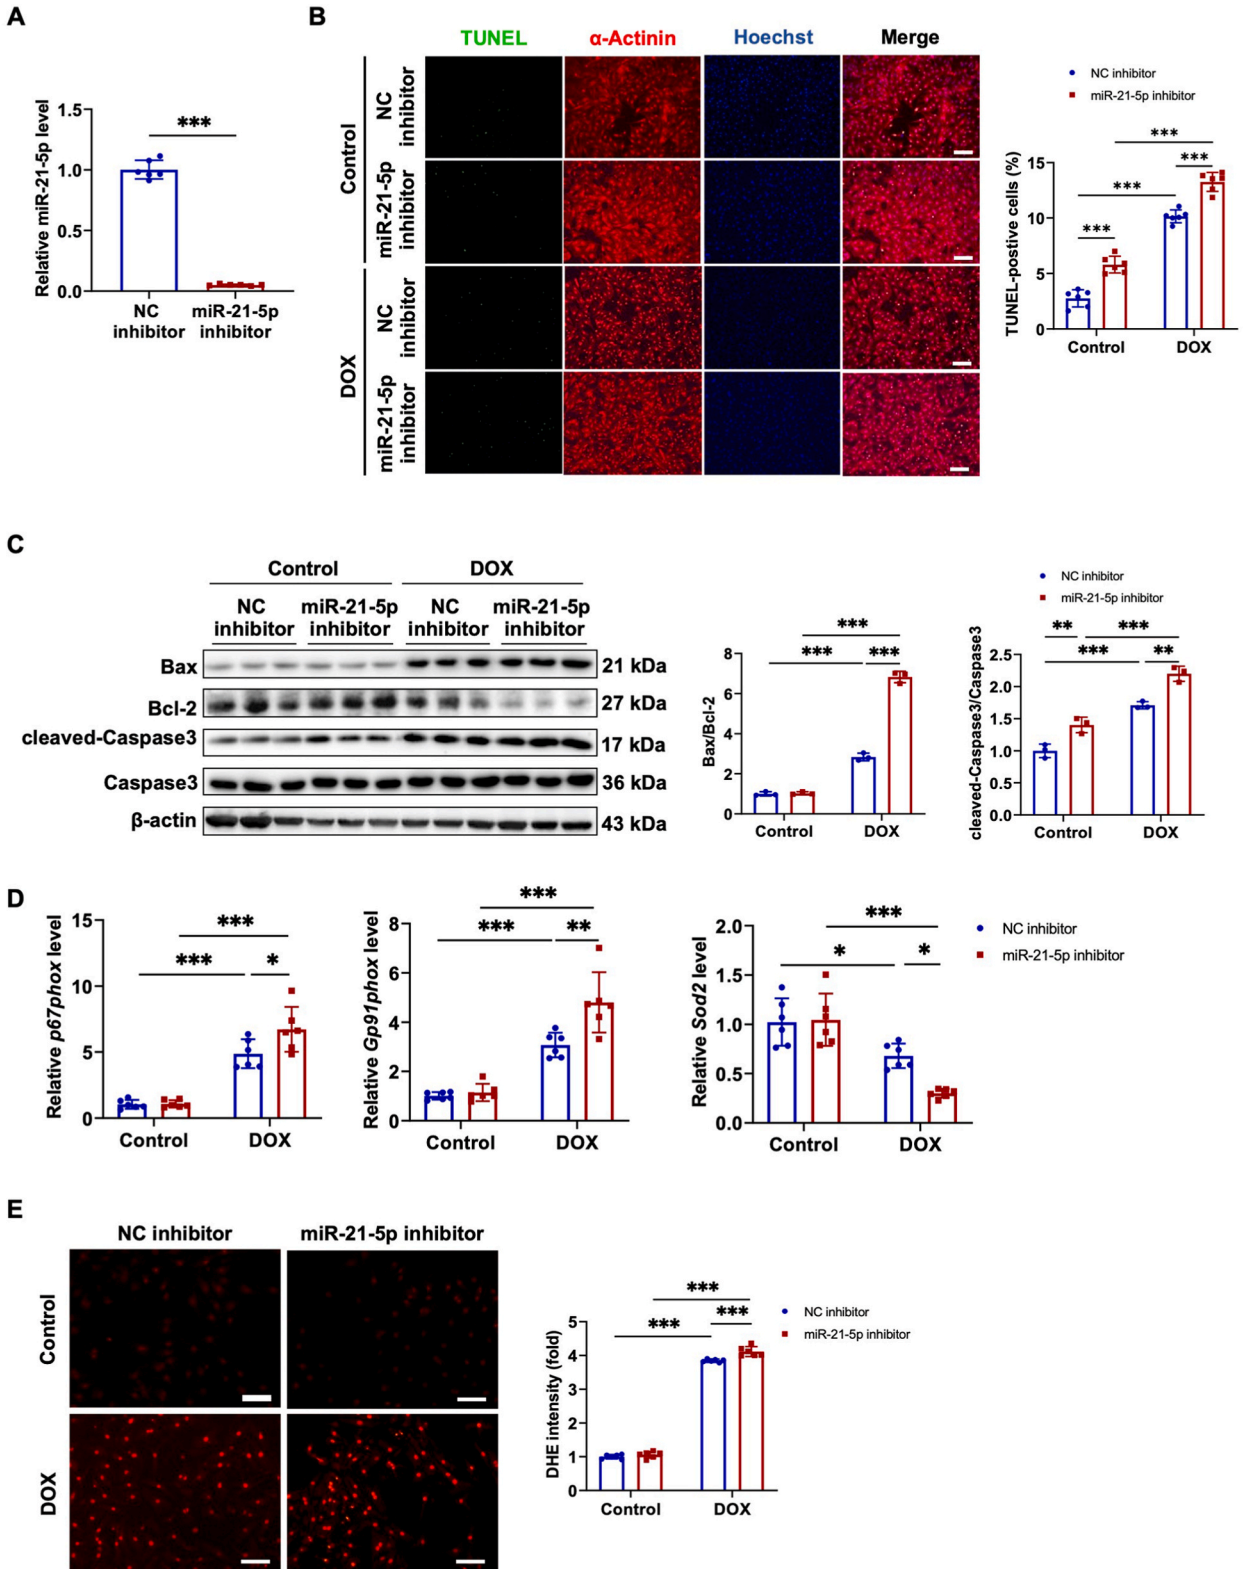 A
Relative miR-21-5p level
1.5
1.0
0.5
0.0
***
NC
inhibitor
miR-21-5p
inhibitor
B
TUNEL
α-Actinin
Hoechst
Merge
Control
NC
inhibitor
miR-21-5p
inhibitor
DOX
NC
inhibitor
miR-21-5p
inhibitor
NC inhibitor
miR-21-5p inhibitor
TUNEL-postive cells (%)
15
10
5
0
***
***
***
***
Control
DOX
C
Control
DOX
NC
inhibitor
miR-21-5p
inhibitor
NC
inhibitor
miR-21-5p
inhibitor
Bax
21 kDa
Bcl-2
27 kDa
cleaved-Caspase3
17 kDa
Caspase3
36 kDa
β-actin
43 kDa
Bax/Bcl-2
8
6
4
2
0
***
***
***
Control
DOX
NC inhibitor
miR-21-5p inhibitor
cleaved-Caspase3/Caspase3
2.5
2.0
1.5
1.0
0.5
0.0
**
***
***
**
Control
DOX
D
Relative p67phox level
15
10
5
0
***
***
*
Control
DOX
Relative Gp91phox level
8
6
4
2
0
***
***
**
Control
DOX
Relative Sod2 level
2.0
1.5
1.0
0.5
0.0
***
*
*
Control
DOX
NC inhibitor
miR-21-5p inhibitor
E
NC inhibitor
miR-21-5p inhibitor
Control
DOX
DHE intensity (fold)
5
4
3
2
1
0
***
***
***
Control
DOX
NC inhibitor
miR-21-5p inhibitor